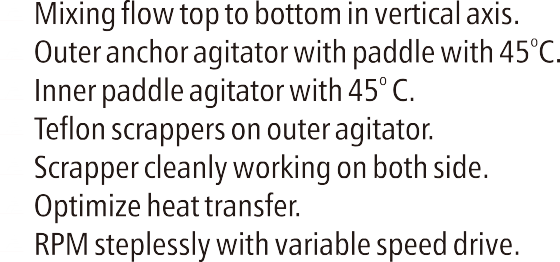 Mixing flow top to bottom in vertical axis.
Outer anchor agitator with paddle with 45°C.
Inner paddle agitator with 45° C.
Teflon scrappers on outer agitator.
Scrapper cleanly working on both side.
Optimize heat transfer.
RPM steplessly with variable speed drive.